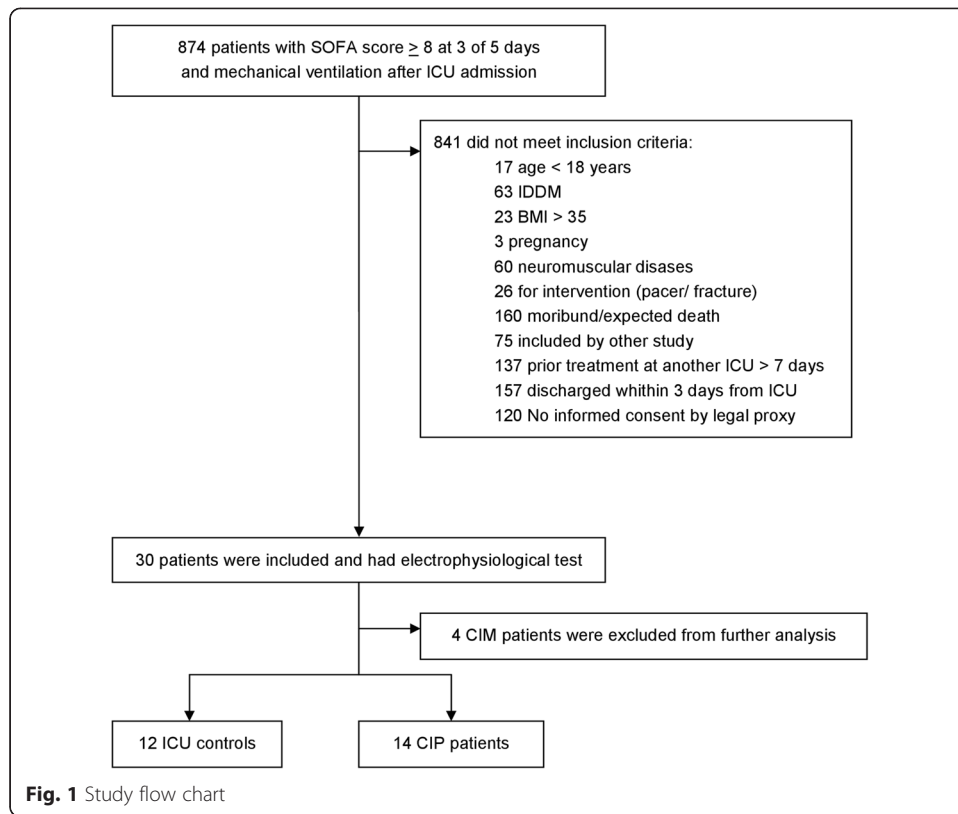 874 patients with SOFA score ≥ 8 at 3 of 5 days
and mechanical ventilation after ICU admission
841 did not meet inclusion criteria:
17 age < 18 years
63 IDDM
23 BMI > 35
3 pregnancy
60 neuromuscular disases
26 for intervention (pacer/ fracture)
160 moribund/expected death
75 included by other study
137 prior treatment at another ICU > 7 days
157 discharged whithin 3 days from ICU
120 No informed consent by legal proxy
30 patients were included and had electrophysiological test
4 CIM patients were excluded from further analysis
12 ICU controls
14 CIP patients
Fig. 1 Study flow chart